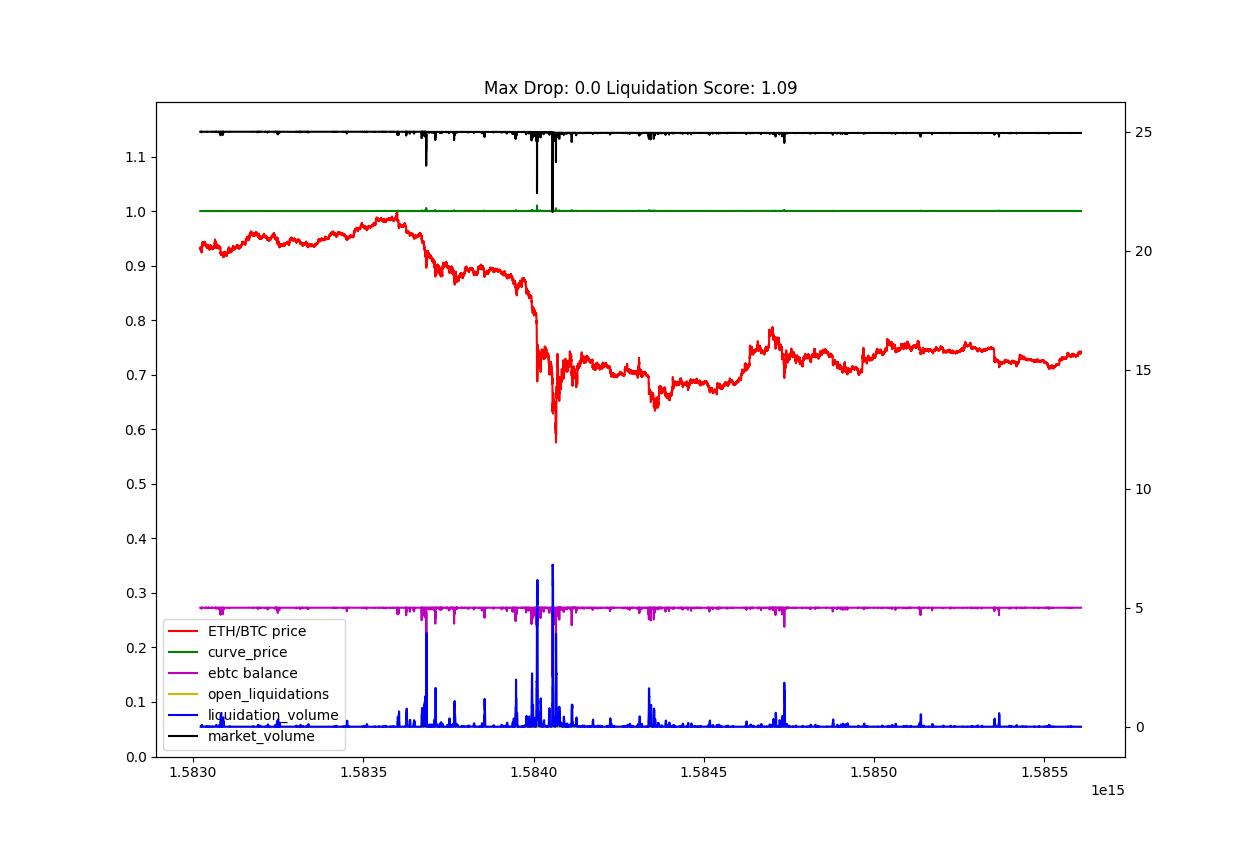 Max Drop: 0.0 Liquidation Score: 1.09
1.1
1.0
0.9
0.8
0.7
0.6
0.5
0.4
0.3
0.2
0.1
0.0
25
20
15
10
5
0
ETH/BTC price
curve_price
ebtc balance
open_liquidations
liquidation_volume
market_volume
1.5830 1.5835 1.5840 1.5845 1.5850 1.5855
1e15